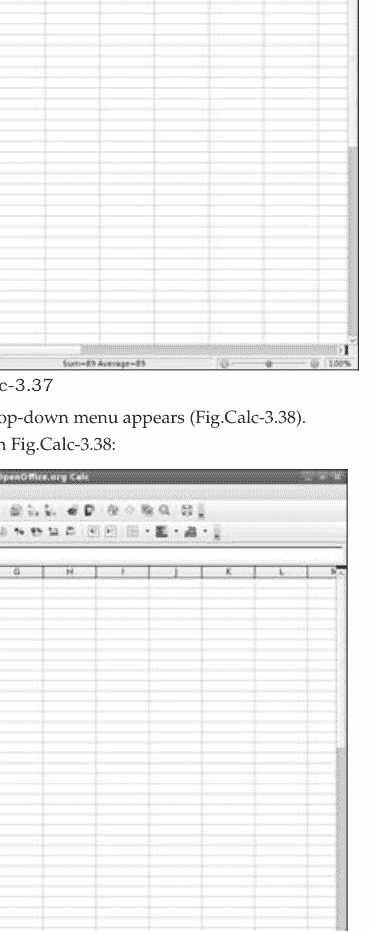 Sum=89 Average=89
100%
c-3.37
op-down menu appears (Fig.Calc-3.38).
n Fig.Calc-3.38:
OpenOffice.org Calc
G H I J K L M